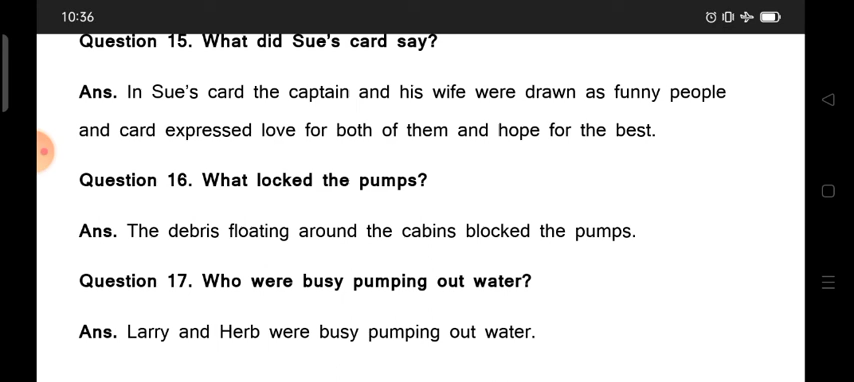 10:36
Question 15. What did Sue's card say?
Ans. In Sue's card the captain and his wife were drawn as funny people
and card expressed love for both of them and hope for the best.
Question 16. What locked the pumps?
Ans. The debris floating around the cabins blocked the pumps.
Question 17. Who were busy pumping out water?
Ans. Larry and Herb were busy pumping out water.